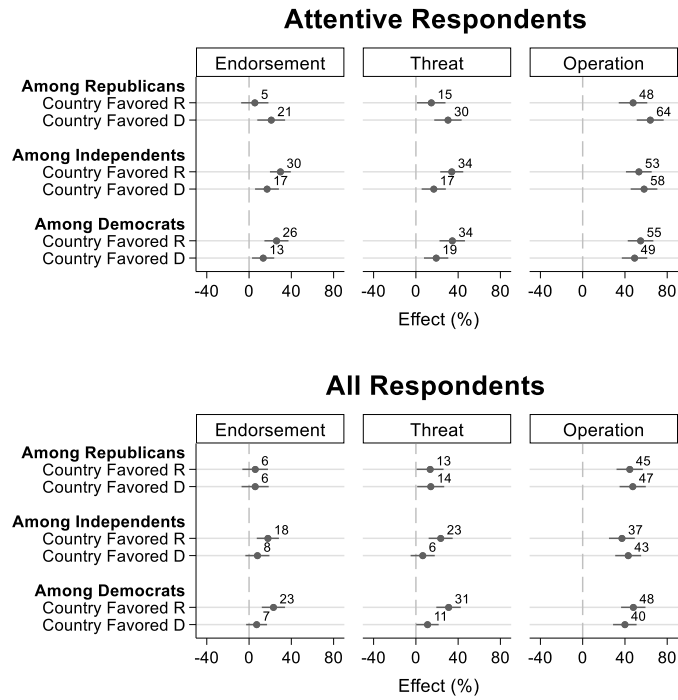 Attentive Respondents
Endorsement Threat Operation
Among Republicans
Country Favored R 5 15 48
Country Favored D 21 30 64
Among Independents
Country Favored R 30 34 53
Country Favored D 17 17 58
Among Democrats
Country Favored R 26 34 55
Country Favored D 13 19 49
-40 0 40 80 -40 0 40 80 -40 0 40 80
Effect (%)
All Respondents
Endorsement Threat Operation
Among Republicans
Country Favored R 6 13 45
Country Favored D 6 14 47
Among Independents
Country Favored R 18 23 37
Country Favored D 8 6 43
Among Democrats
Country Favored R 23 31 48
Country Favored D 7 11 40
-40 0 40 80 -40 0 40 80 -40 0 40 80
Effect (%)